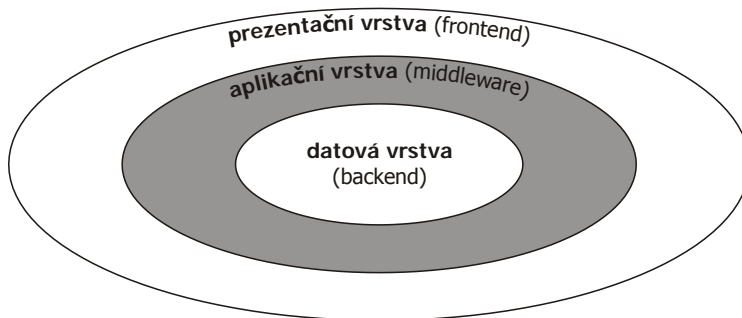 prezentační vrstva (frontend)
aplikační vrstva (middleware)
datová vrstva
(backend)